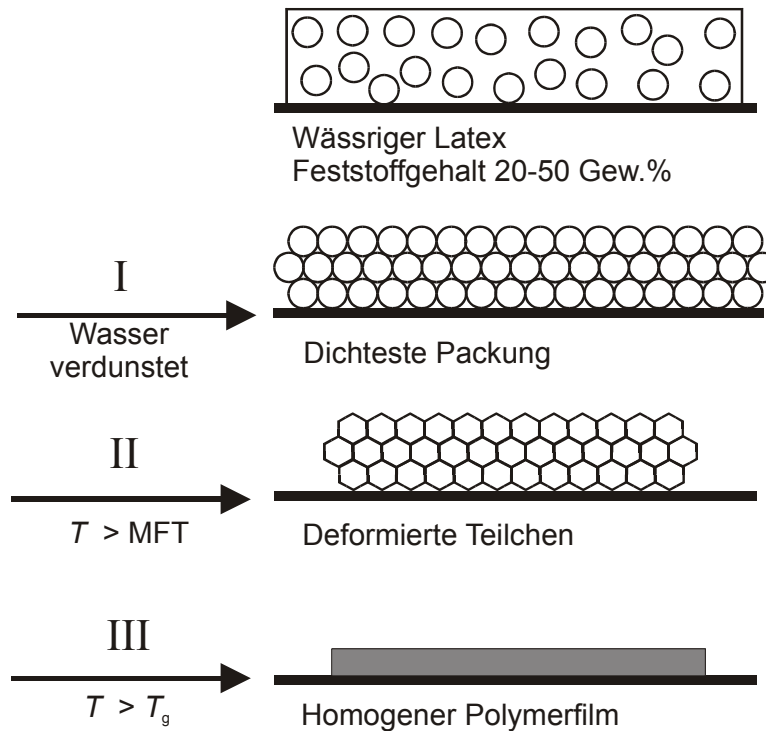 Wässriger Latex
Feststoffgehalt 20-50 Gew.%
I
Wasser
verdunstet
Dichteste Packung
II
T > MFT
Deformierte Teilchen
III
T > Tg
Homogener Polymerfilm